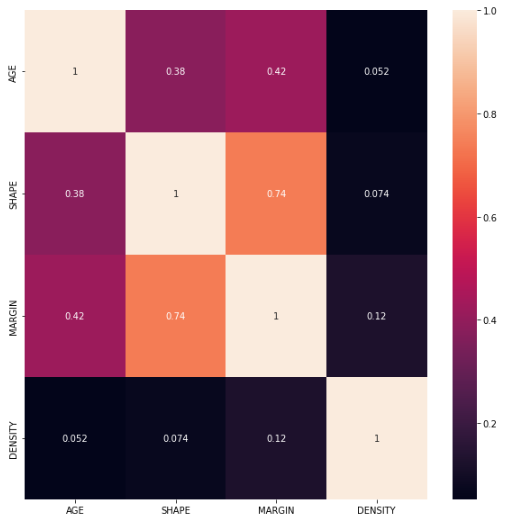 AGE 1 0.38 0.42 0.052
SHAPE 0.38 1 0.74 0.074
MARGIN 0.42 0.74 1 0.12
DENSITY 0.052 0.074 0.12 1
AGE SHAPE MARGIN DENSITY
1.0
0.8
0.6
0.4
0.2